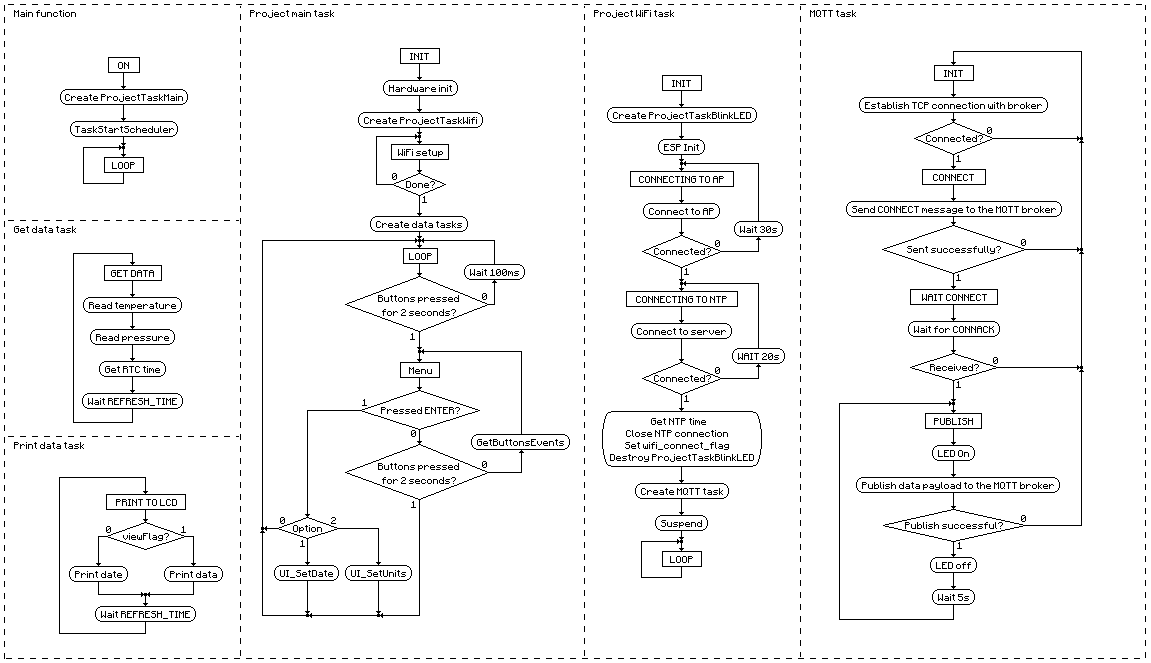 Main function
ON
Create ProjectTaskMain
TaskStartScheduler
LOOP
Get data task
GET DATA
Read temperature
Read pressure
Get RTC time
Wait REFRESH_TIME
Print data task
PRINT TO LCD
0
viewFlag?
1
Print date
Print data
Wait REFRESH_TIME
Project main task
INIT
Hardware init
Create ProjectTaskWifi
WiFi setup
0
Done?
1
Create data tasks
LOOP
Wait 100ms
Buttons pressed
for 2 seconds?
0
1
Menu
1
Pressed ENTER?
0
GetButtonsEvents
Buttons pressed
for 2 seconds?
0
1
0
Option
2
1
UI_SetDate
UI_SetUnits
Project WiFi task
INIT
Create ProjectTaskBlinkLED
ESP Init
CONNECTING TO AP
Connect to AP
Wait 30s
Connected?
0
1
CONNECTING TO NTP
Connect to server
WAIT 20s
Connected?
0
1
Get NTP time
Close NTP connection
Set wifi_connect_flag
Destroy ProjectTaskBlinkLED
Create MQTT task
Suspend
LOOP
MQTT task
INIT
Establish TCP connection with broker
Connected?
0
1
CONNECT
Send CONNECT message to the MQTT broker
Sent successfully?
0
1
WAIT CONNECT
Wait for CONNACK
Received?
0
1
PUBLISH
LED On
Publish data payload to the MQTT broker
Publish successful?
0
1
LED off
Wait 5s